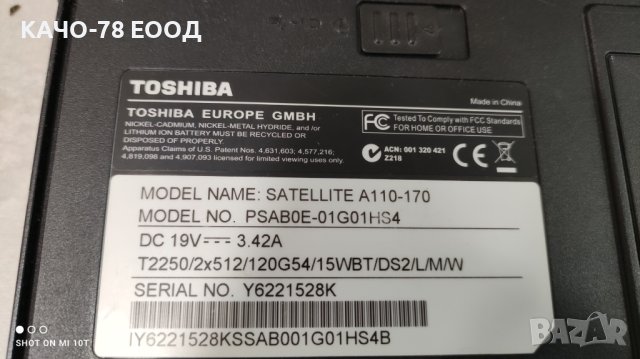 КАЧО-78 ЕООД
TOSHIBA
Made in China
TOSHIBA EUROPE GMBH
NICKEL-CADMIUM, NICKEL-METAL HYDRIDE, and/or
LITHIUM ION BATTERY MUST BE RECYCLED OR
DISPOSED OF PROPERLY.
Apparatus Claims of U.S. Patent Nos. 4,631,603; 4,577,216;
4,819,098 and 4,907,093 licensed for limited viewing uses only.
FC Tested To Comply with FCC Standards
FOR HOME OR OFFICE USE
ACN: 001 320 421
Z218
CE
MODEL NAME: SATELLITE A110-170
MODEL NO. PSAB0E-01G01HS4
DC 19V 3.42A
T2250/2x512/120G54/15WBT/DS2/L/M/W
SERIAL NO. Y6221528K
IY6221528KSSAB001G01HS4B
SHOT ON MI 10T
BAZAR
.bg